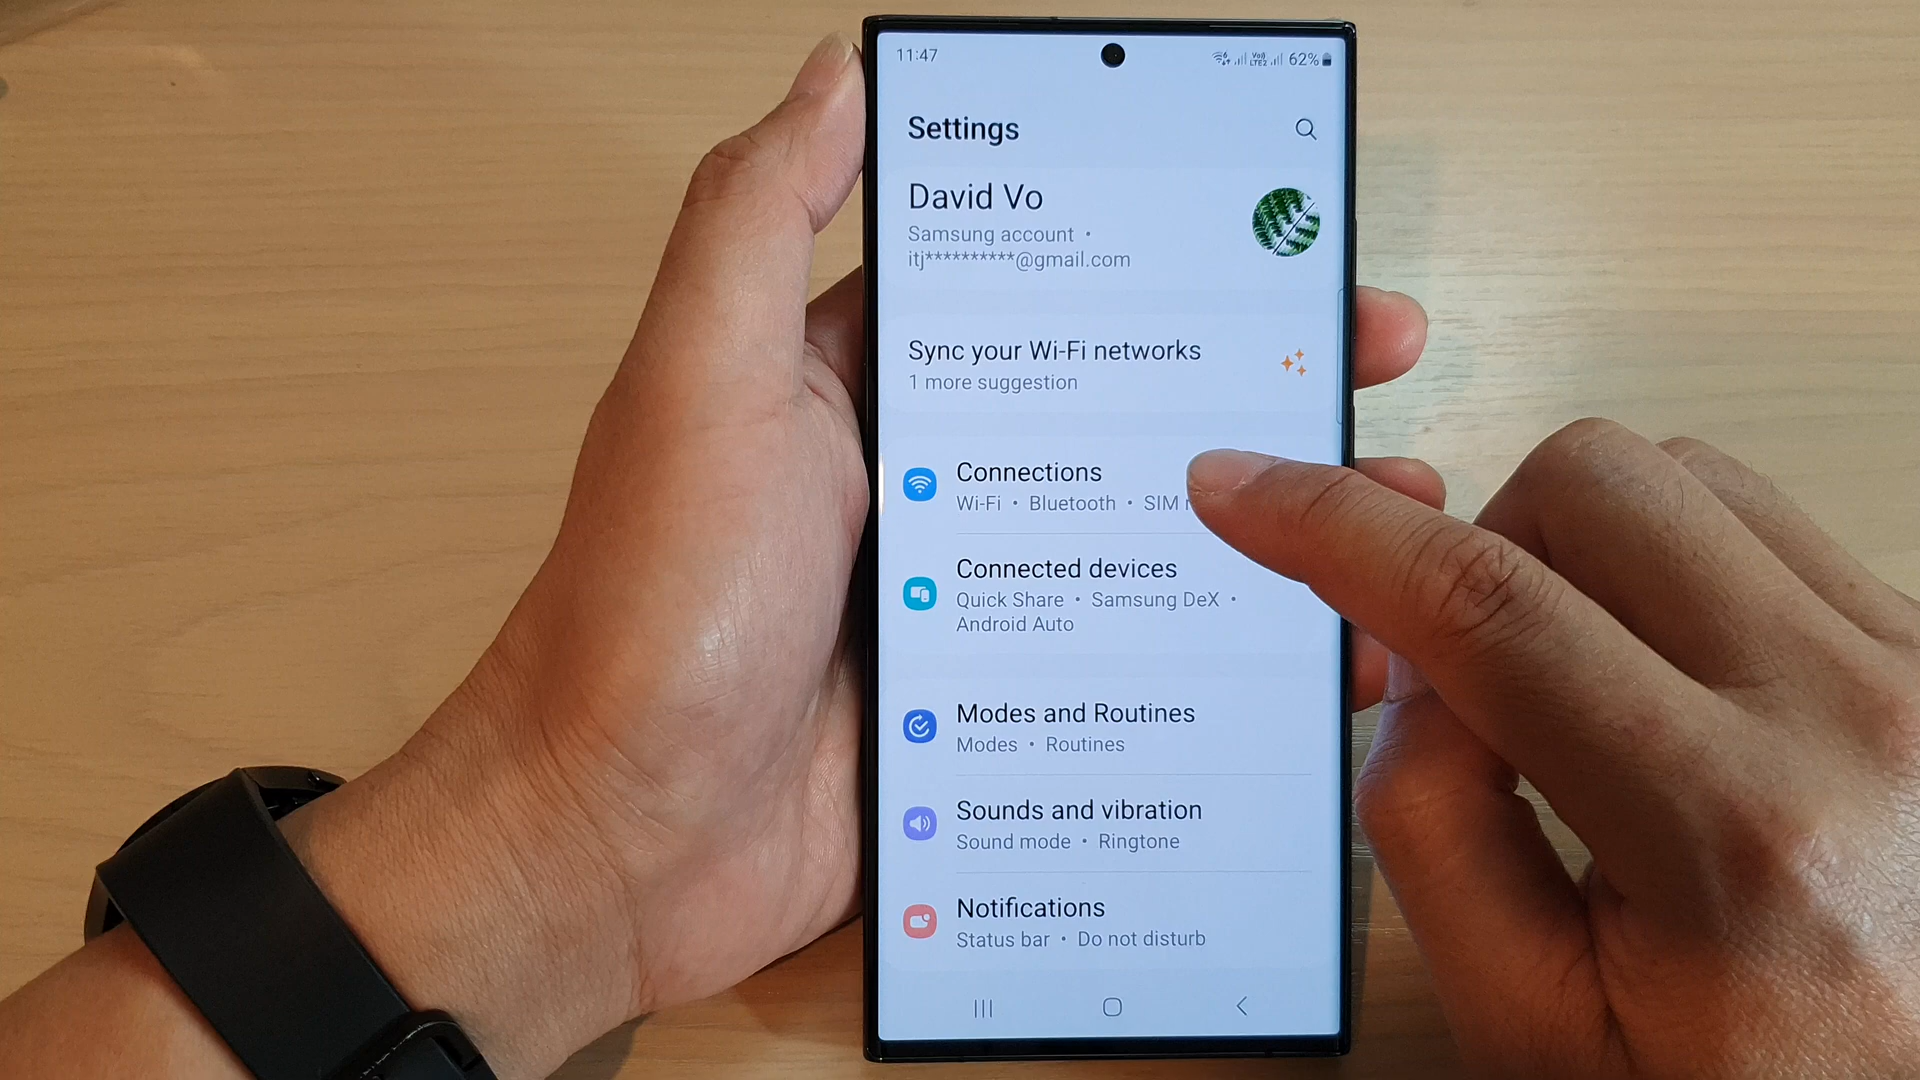 11:47
62%
Settings
David Vo
Samsung account •
itj**********@gmail.com
Sync your Wi-Fi networks
1 more suggestion
Connections
Wi-Fi • Bluetooth • SIM
Connected devices
Quick Share • Samsung DeX •
Android Auto
Modes and Routines
Modes • Routines
Sounds and vibration
Sound mode • Ringtone
Notifications
Status bar • Do not disturb